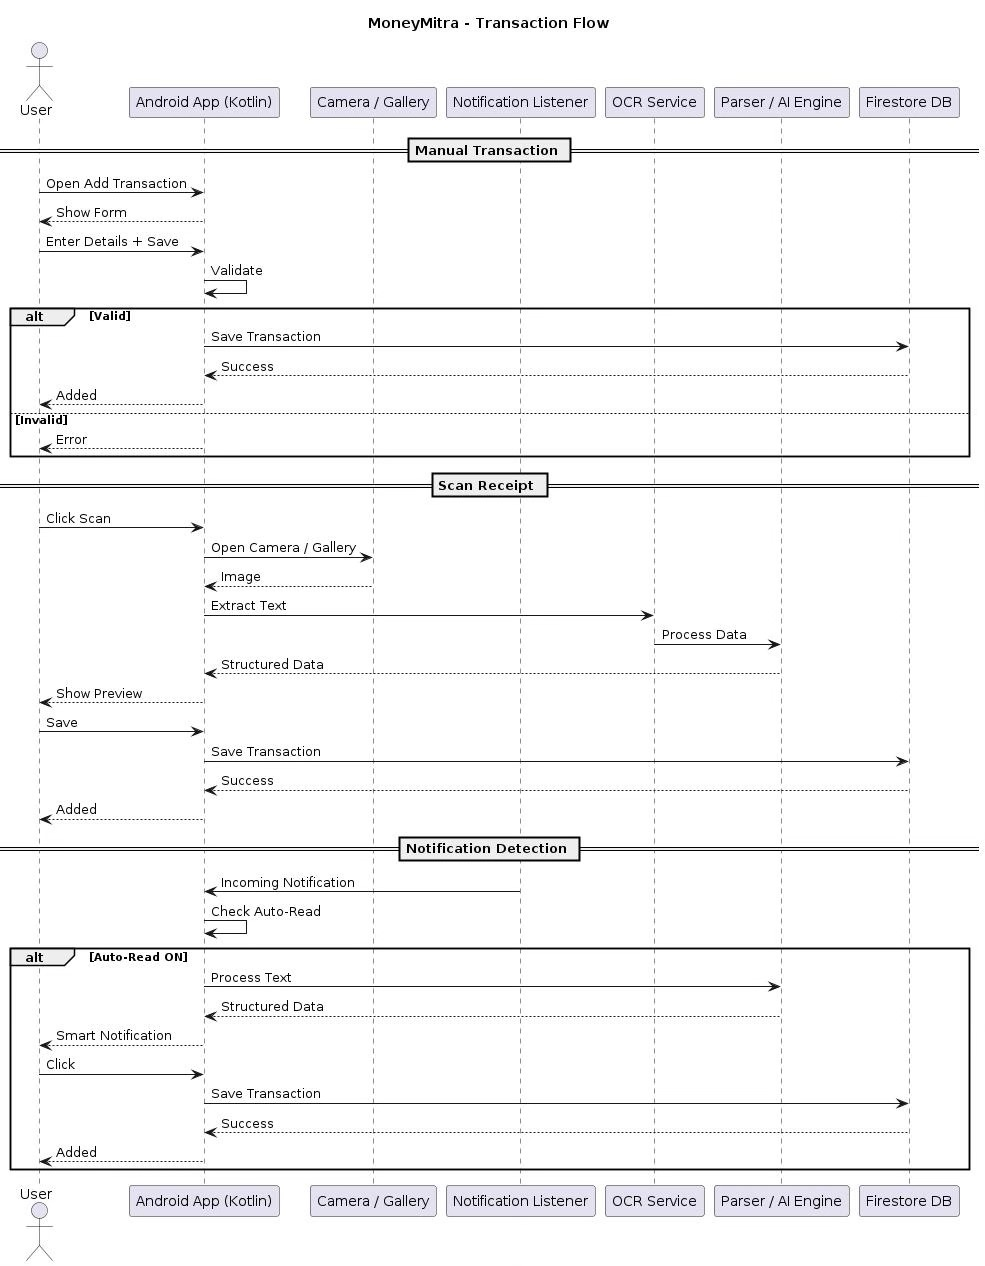 MoneyMitra - Transaction Flow
User
Android App (Kotlin)
Camera / Gallery
Notification Listener
OCR Service
Parser / AI Engine
Firestore DB
Manual Transaction
Open Add Transaction
Show Form
Enter Details + Save
Validate
alt
[Valid]
Save Transaction
Success
Added
[Invalid]
Error
Scan Receipt
Click Scan
Open Camera / Gallery
Image
Extract Text
Process Data
Structured Data
Show Preview
Save
Save Transaction
Success
Added
Notification Detection
Incoming Notification
Check Auto-Read
alt
[Auto-Read ON]
Process Text
Structured Data
Smart Notification
Click
Save Transaction
Success
Added
User
Android App (Kotlin)
Camera / Gallery
Notification Listener
OCR Service
Parser / AI Engine
Firestore DB